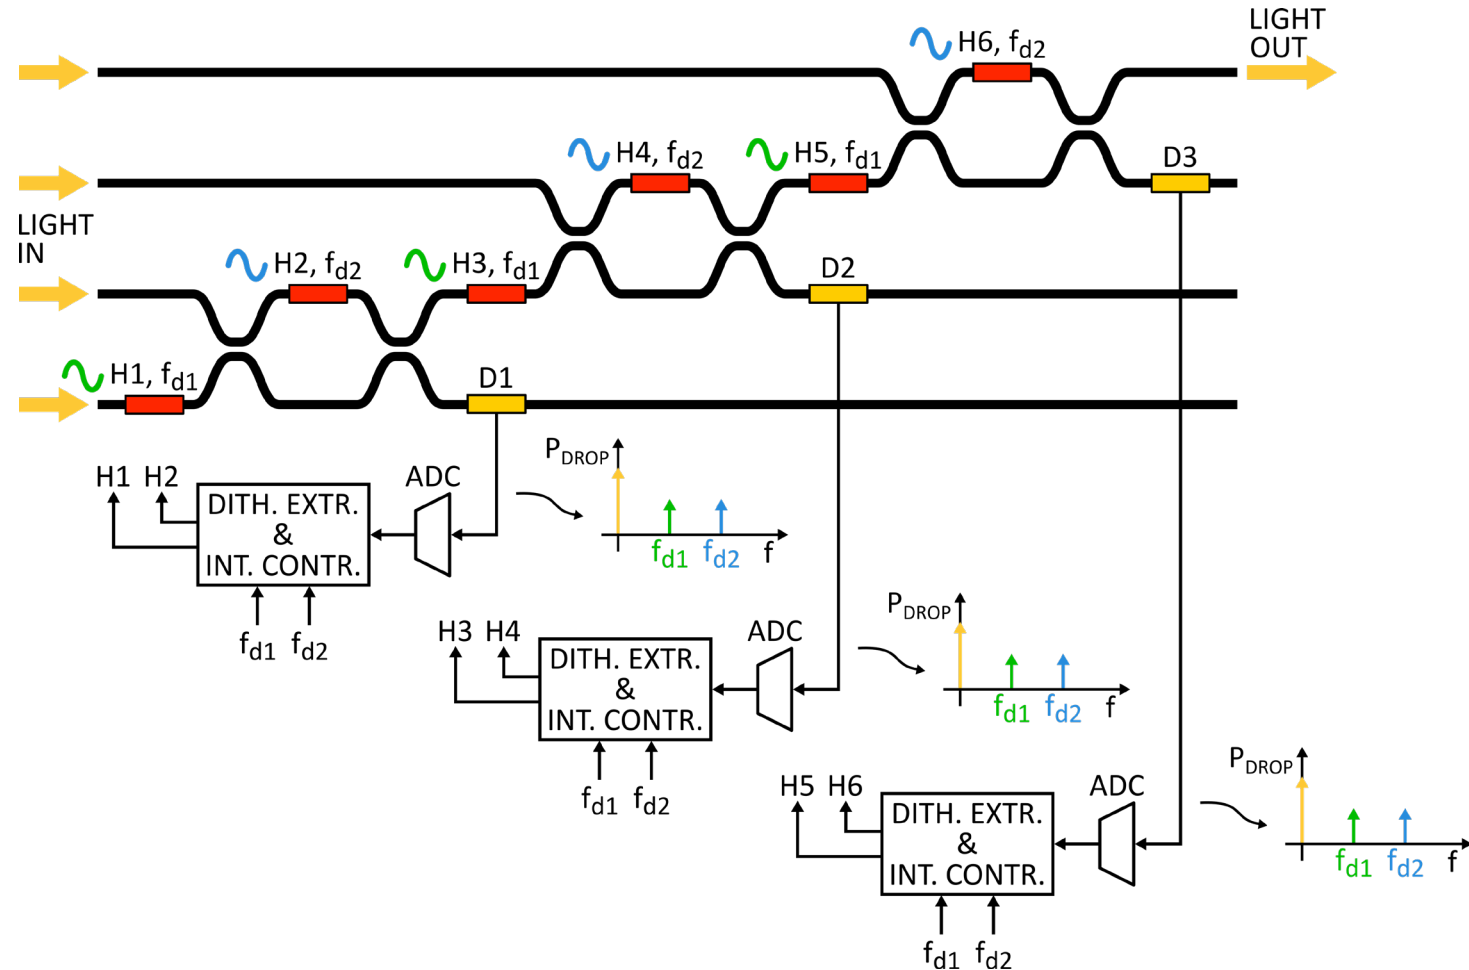 LIGHT
OUT
H6, fd2
H4, fd2
H5, fd1
D3
LIGHT
IN
H2, fd2
H3, fd1
D2
H1, fd1
D1
H1 H2
ADC
DITH. EXTR.
&
INT. CONTR.
fd1 fd2
PDROP
fd1 fd2 f
H3 H4
ADC
DITH. EXTR.
&
INT. CONTR.
fd1 fd2
PDROP
fd1 fd2 f
H5 H6
ADC
DITH. EXTR.
&
INT. CONTR.
fd1 fd2
PDROP
fd1 fd2 f